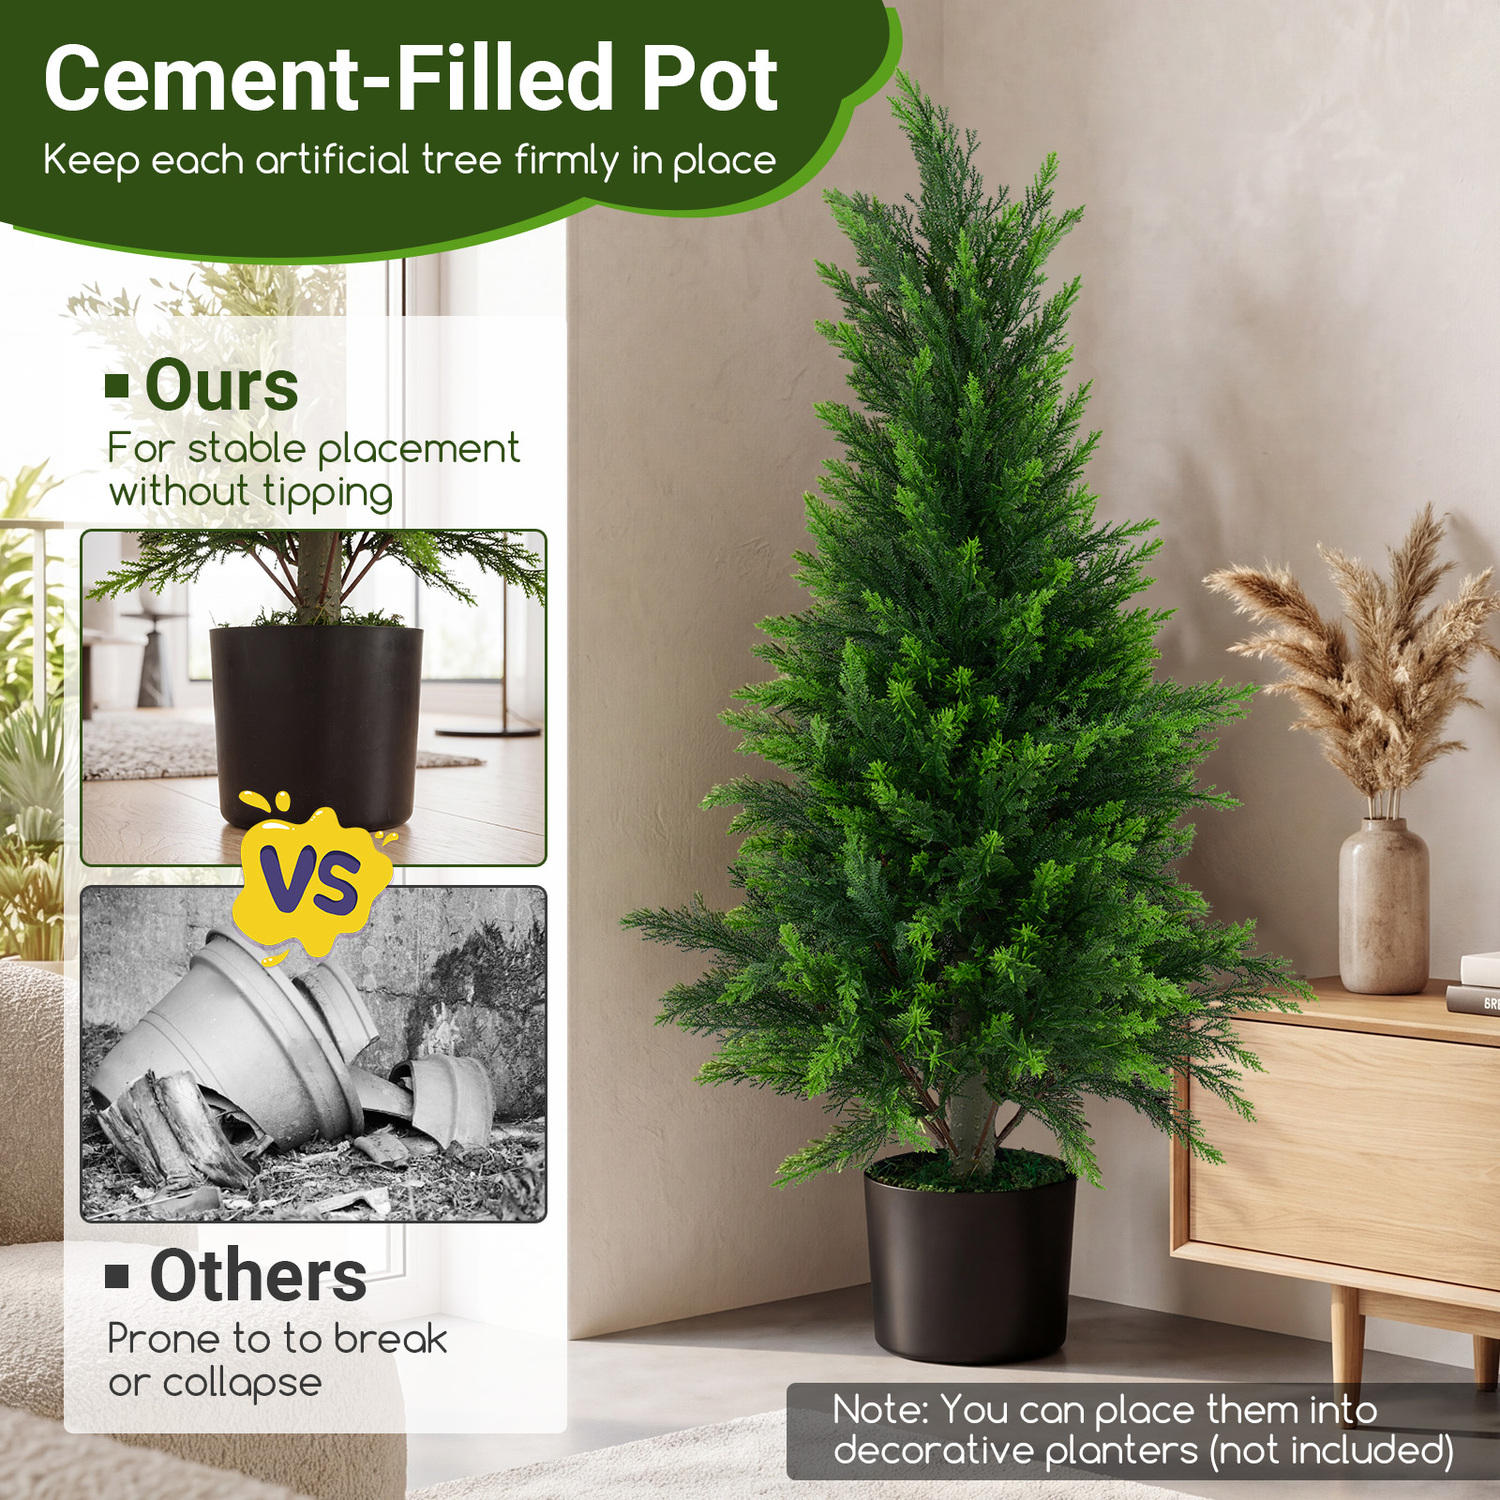 Cement-Filled Pot
Keep each artificial tree firmly in place
Ours
For stable placement
without tipping
VS
Others
Prone to to break
or collapse
Note: You can place them into
decorative planters (not included)